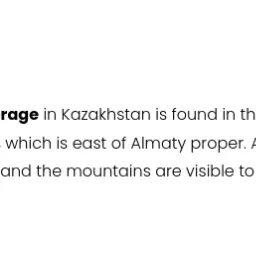 rage in Kazakhstan is found in th
which is east of Almaty proper. A
and the mountains are visible to